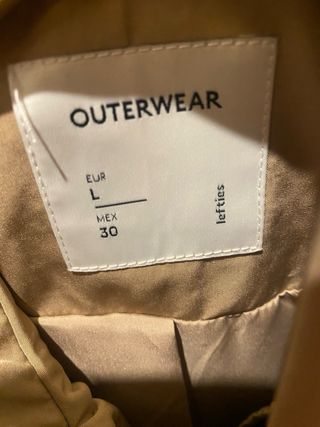 OUTERWEAR
EUR
L
MEX
30
lefties